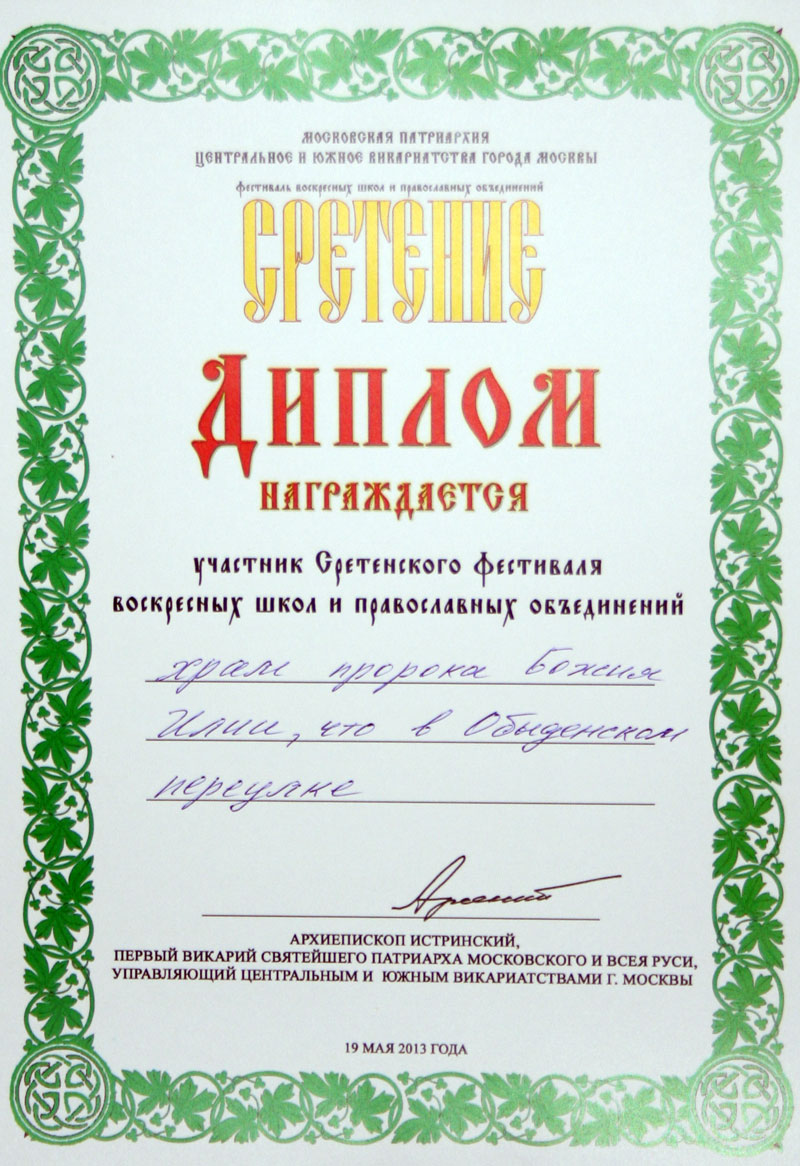 МОСКОВСКАЯ ПАТРИАРХИЯ
ЦЕНТРАЛЬНОЕ И ЮЖНОЕ ВИКАРИАТСТВА ГОРОДА МОСКВЫ
фестиваль воскресных школ и православных объединений
СРЕТЕНИЕ
ДИПЛОМ
НАГРАЖДАЕТСЯ
участник Сретенского фестиваля
воскресных школ и православных объединений
храм пророка Божия
Илии, что в Обыденском
переулке
Арсений
АРХИЕПИСКОП ИСТРИНСКИЙ,
ПЕРВЫЙ ВИКАРИЙ СВЯТЕЙШЕГО ПАТРИАРХА МОСКОВСКОГО И ВСЕЯ РУСИ,
УПРАВЛЯЮЩИЙ ЦЕНТРАЛЬНЫМ И ЮЖНЫМ ВИКАРИАТСТВАМИ Г. МОСКВЫ
19 МАЯ 2013 ГОДА